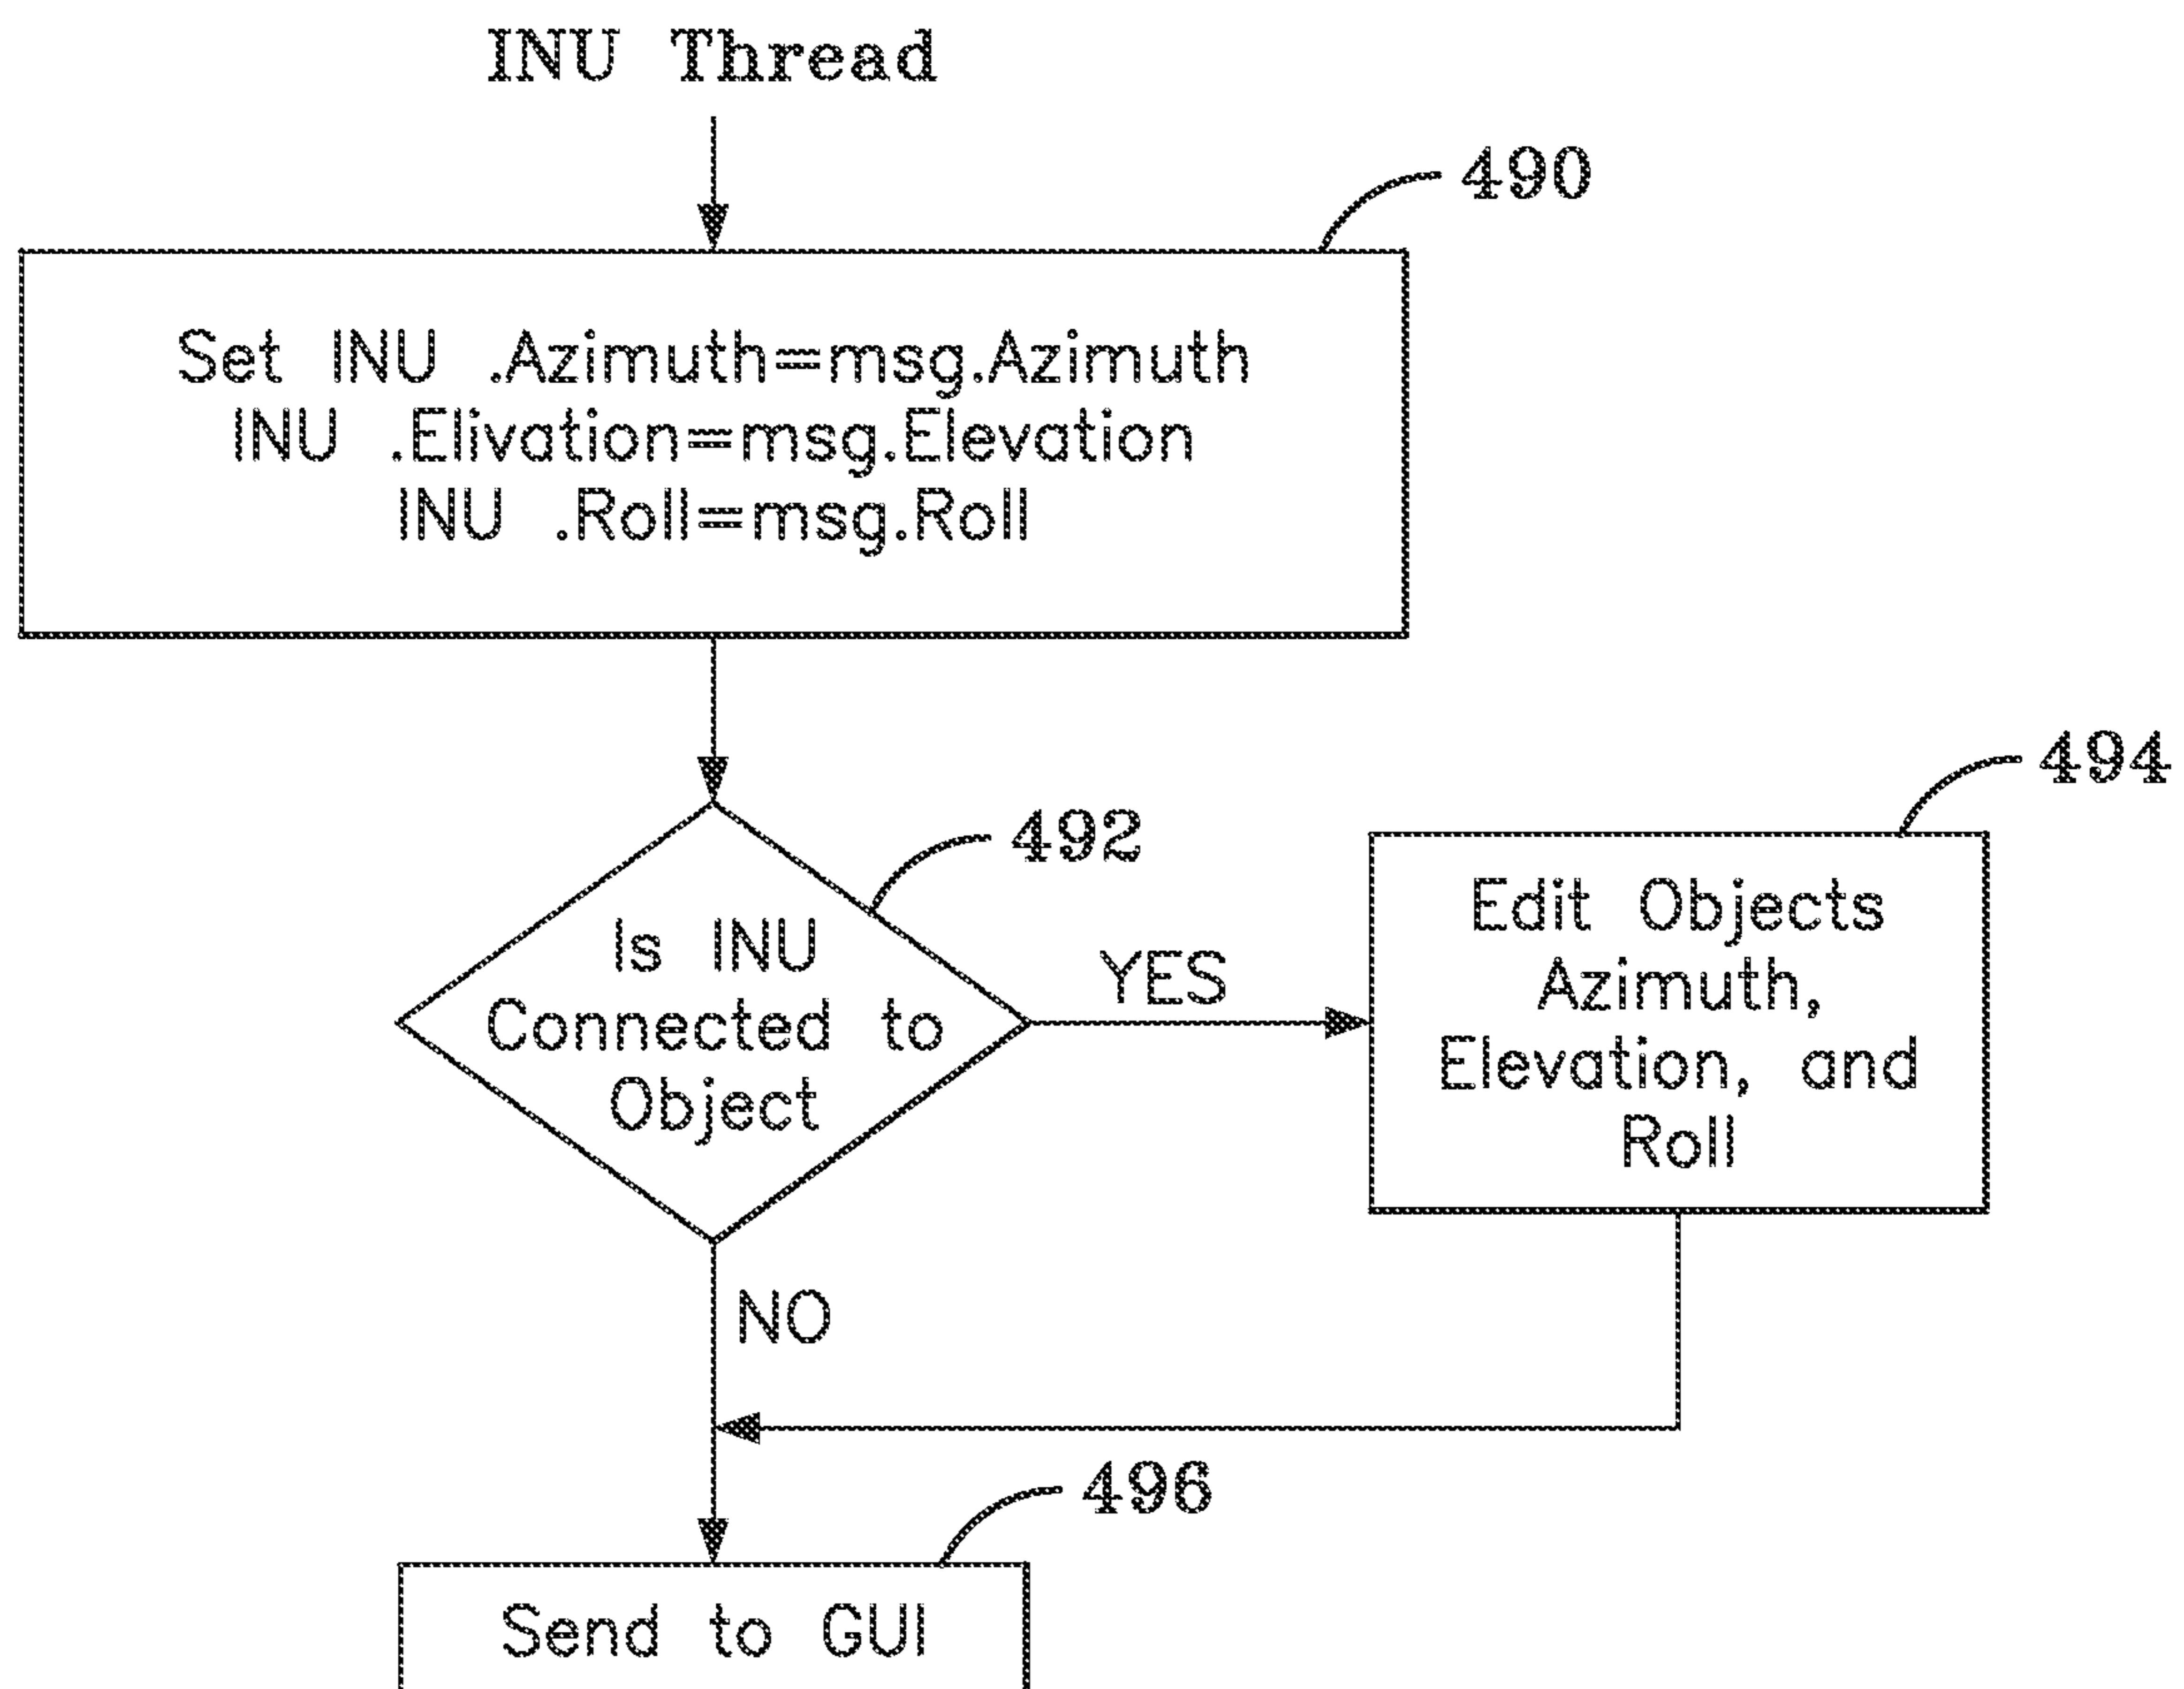 INU Thread
490
Set INU .Azimuth=msg.Azimuth
INU .Elivation=msg.Elevation
INU .Roll=msg.Roll
492
Is INU
Connected to
Object
YES
494
Edit Objects
Azimuth,
Elevation, and
Roll
NO
496
Send to GUI